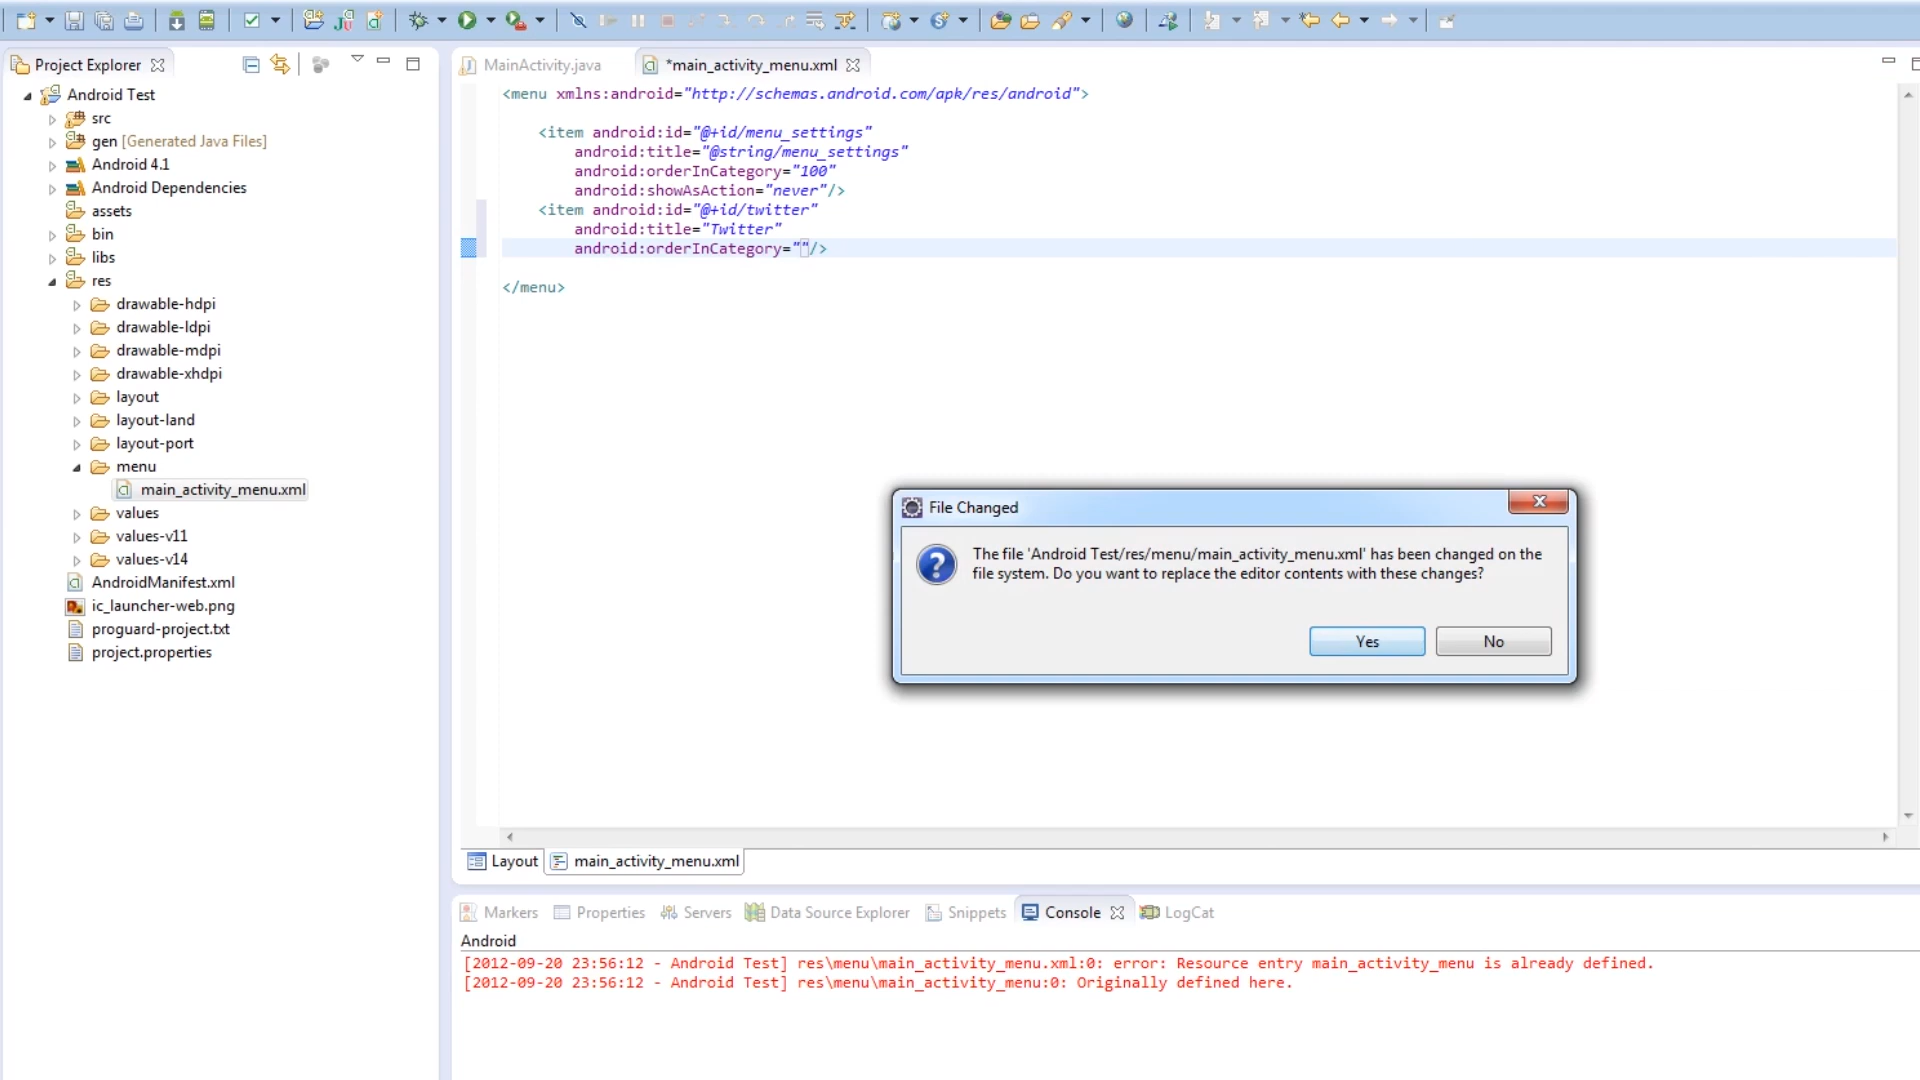 Project Explorer
Android Test
src
gen [Generated Java Files]
Android 4.1
Android Dependencies
assets
bin
libs
res
drawable-hdpi
drawable-ldpi
drawable-mdpi
drawable-xhdpi
layout
layout-land
layout-port
menu
main_activity_menu.xml
values
values-v11
values-v14
AndroidManifest.xml
ic_launcher-web.png
proguard-project.txt
project.properties
MainActivity.java
*main_activity_menu.xml
<menu xmlns:android="http://schemas.android.com/apk/res/android">
<item android:id="@+id/menu_settings"
android:title="@string/menu_settings"
android:orderInCategory="100"
android:showAsAction="never"/>
<item android:id="@+id/twitter"
android:title="Twitter"
android:orderInCategory=""/>
</menu>
File Changed
The file 'Android Test/res/menu/main_activity_menu.xml' has been changed on the
file system. Do you want to replace the editor contents with these changes?
Yes
No
Layout
main_activity_menu.xml
Markers
Properties
Servers
Data Source Explorer
Snippets
Console
LogCat
Android
[2012-09-20 23:56:12 - Android Test] res\menu\main_activity_menu.xml:0: error: Resource entry main_activity_menu is already defined.
[2012-09-20 23:56:12 - Android Test] res\menu\main_activity_menu:0: Originally defined here.